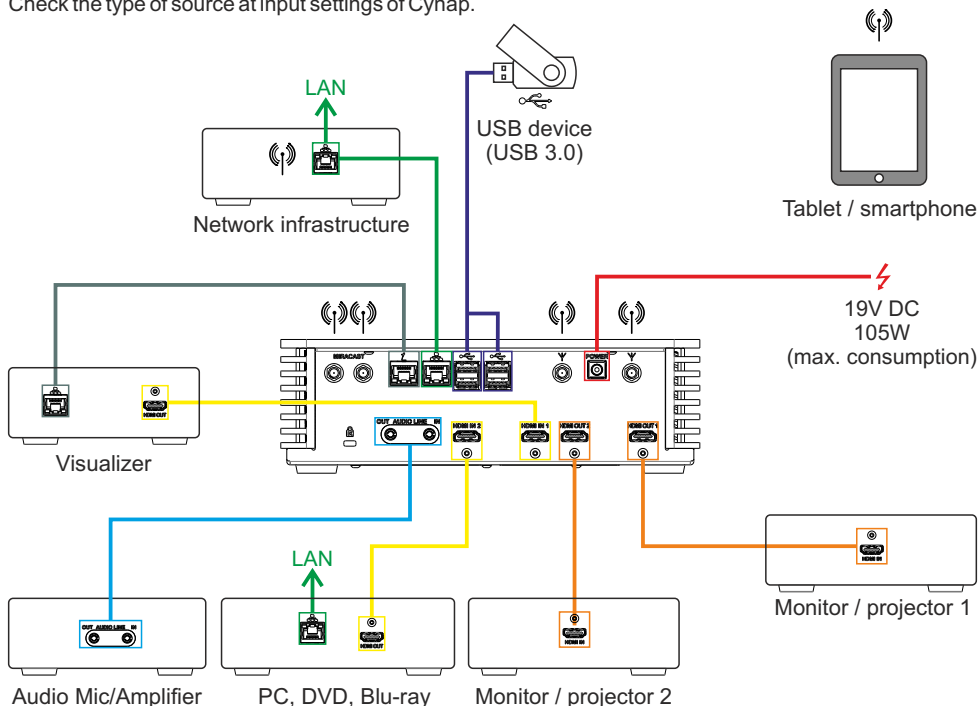 Check the type of source at input settings of Cynap.
LAN
USB device
(USB 3.0)
Network infrastructure
Tablet / smartphone
19V DC
105W
(max. consumption)
MIRACAST
POWER
HDMI OUT
OUT AUDIO LINE IN
HDMI IN 2
HDMI IN 1
HDMI OUT 2
HDMI OUT 1
Visualizer
LAN
HDMI IN
Monitor / projector 1
OUT AUDIO LINE IN
HDMI OUT
HDMI IN
Audio Mic/Amplifier
PC, DVD, Blu-ray
Monitor / projector 2